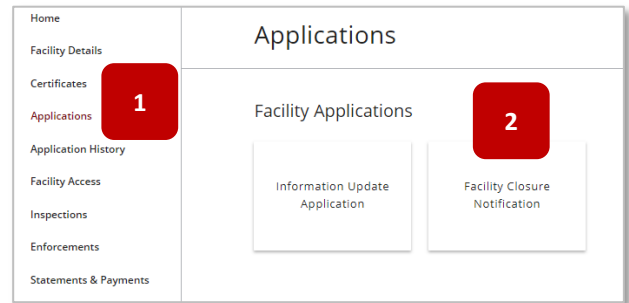 Home
Facility Details
Certificates
Applications
Application History
Facility Access
Inspections
Enforcements
Statements & Payments
1
Applications
Facility Applications
2
Information Update
Application
Facility Closure
Notification